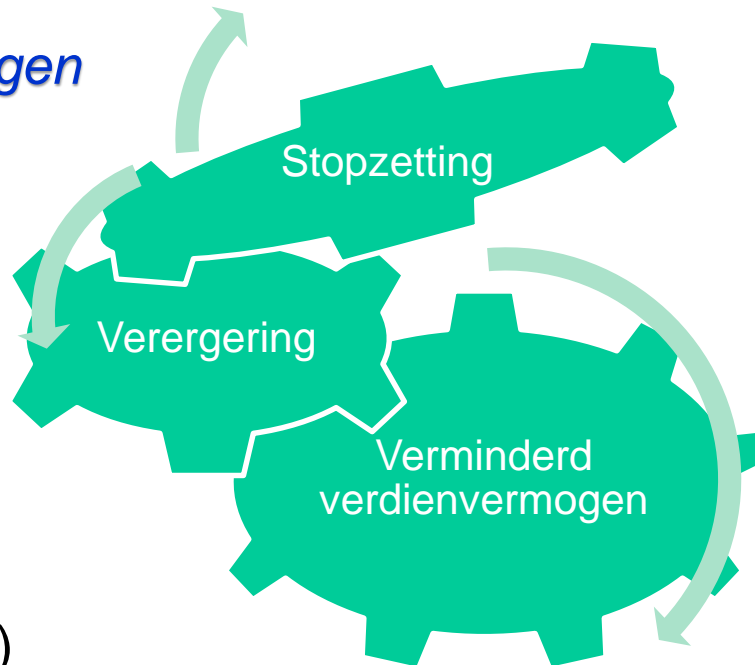 gen
Stopzetting
Verergering
Verminderd
verdienvermogen
)